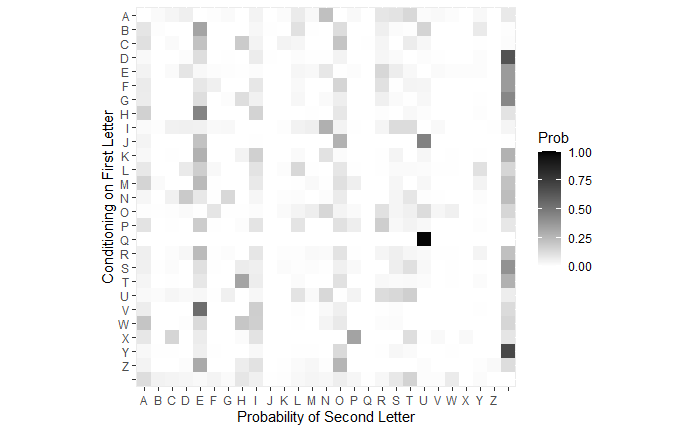 Conditioning on First Letter
A
B
C
D
E
F
G
H
I
J
K
L
M
N
O
P
Q
R
S
T
U
V
W
X
Y
Z
A B C D E F G H I J K L M N O P Q R S T U V W X Y Z
Probability of Second Letter
Prob
1.00
0.75
0.50
0.25
0.00